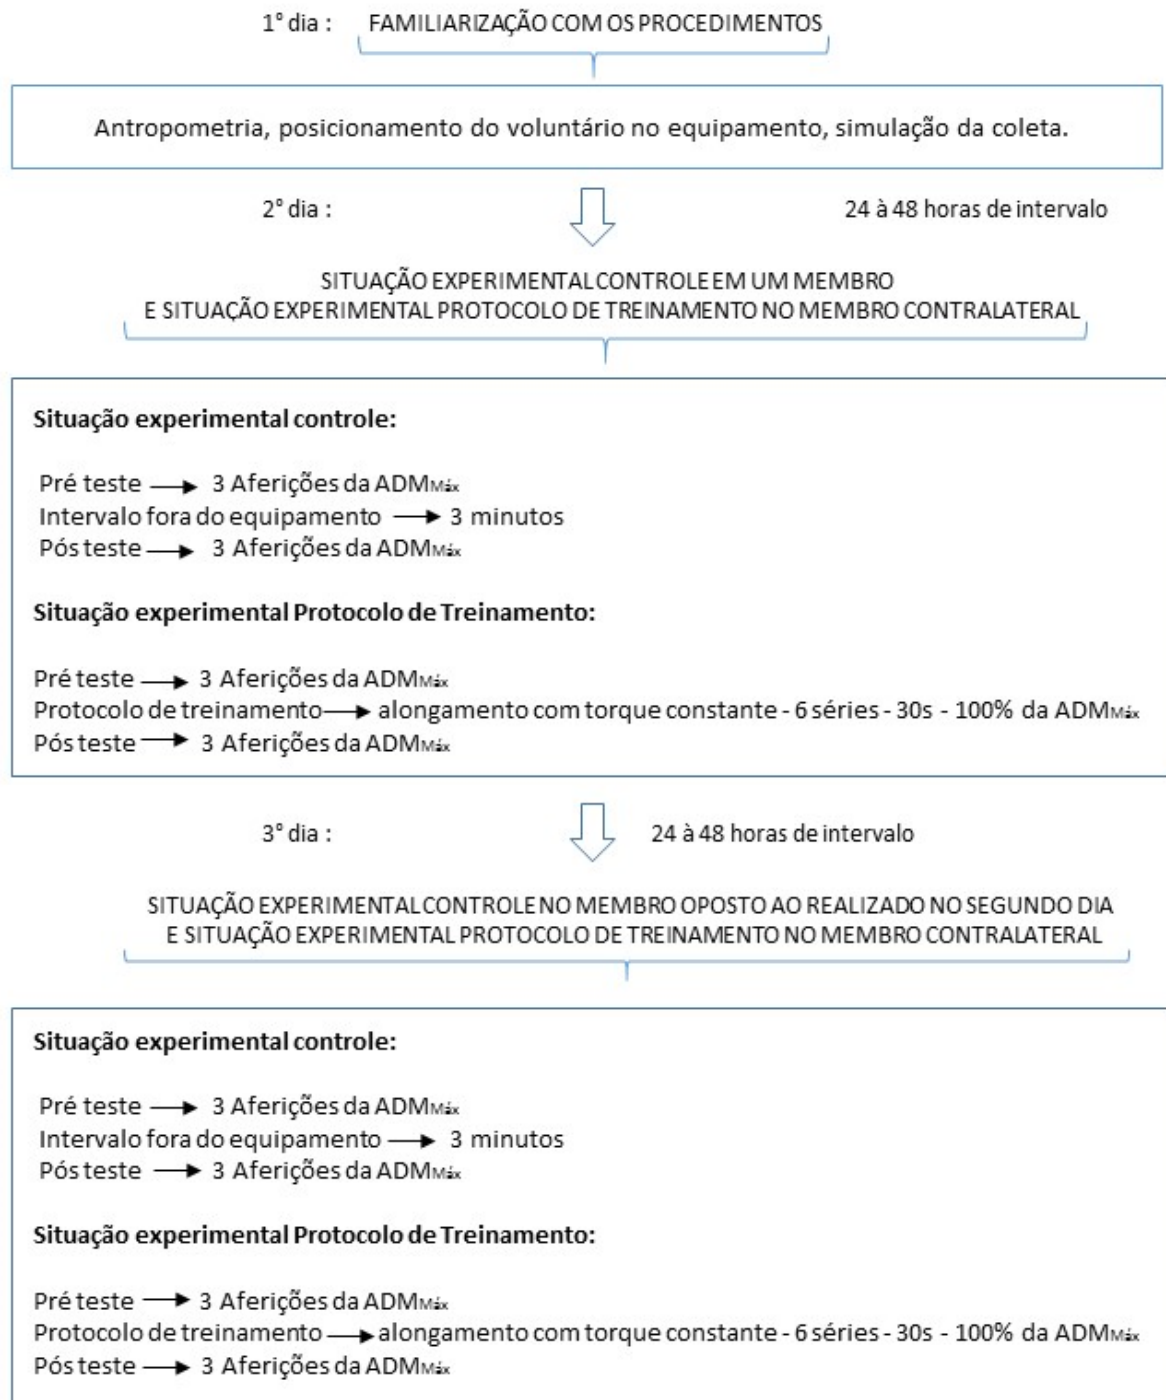 1° dia : FAMILIARIZAÇÃO COM OS PROCEDIMENTOS
Antropometria, posicionamento do voluntário no equipamento, simulação da coleta.
2° dia : 24 à 48 horas de intervalo
SITUAÇÃO EXPERIMENTAL CONTROLE EM UM MEMBRO
E SITUAÇÃO EXPERIMENTAL PROTOCOLO DE TREINAMENTO NO MEMBRO CONTRALATERAL
Situação experimental controle:
Pré teste → 3 Aferições da ADMMáx
Intervalo fora do equipamento → 3 minutos
Pós teste → 3 Aferições da ADMMáx
Situação experimental Protocolo de Treinamento:
Pré teste → 3 Aferições da ADMMáx
Protocolo de treinamento → alongamento com torque constante - 6 séries - 30s - 100% da ADMMáx
Pós teste → 3 Aferições da ADMMáx
3° dia : 24 à 48 horas de intervalo
SITUAÇÃO EXPERIMENTAL CONTROLE NO MEMBRO OPOSTO AO REALIZADO NO SEGUNDO DIA
E SITUAÇÃO EXPERIMENTAL PROTOCOLO DE TREINAMENTO NO MEMBRO CONTRALATERAL
Situação experimental controle:
Pré teste → 3 Aferições da ADMMáx
Intervalo fora do equipamento → 3 minutos
Pós teste → 3 Aferições da ADMMáx
Situação experimental Protocolo de Treinamento:
Pré teste → 3 Aferições da ADMMáx
Protocolo de treinamento → alongamento com torque constante - 6 séries - 30s - 100% da ADMMáx
Pós teste → 3 Aferições da ADMMáx